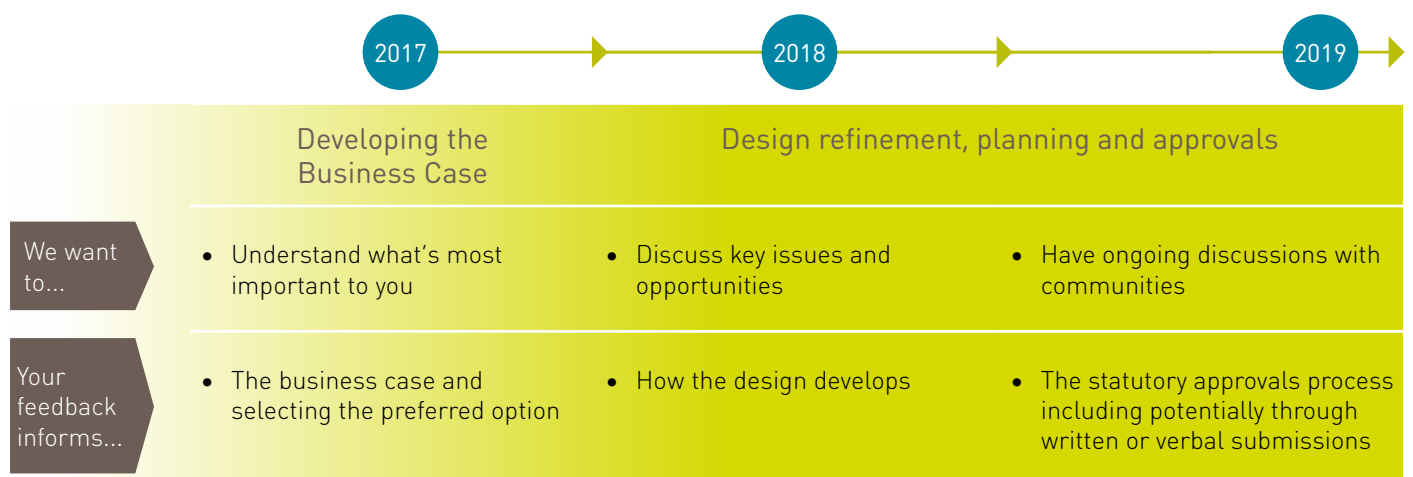 2017
2018
2019
Developing the
Business Case
Design refinement, planning and approvals
We want
to...
• Understand what's most
important to you
• Discuss key issues and
opportunities
• Have ongoing discussions with
communities
Your
feedback
informs...
• The business case and
selecting the preferred option
• How the design develops
• The statutory approvals process
including potentially through
written or verbal submissions